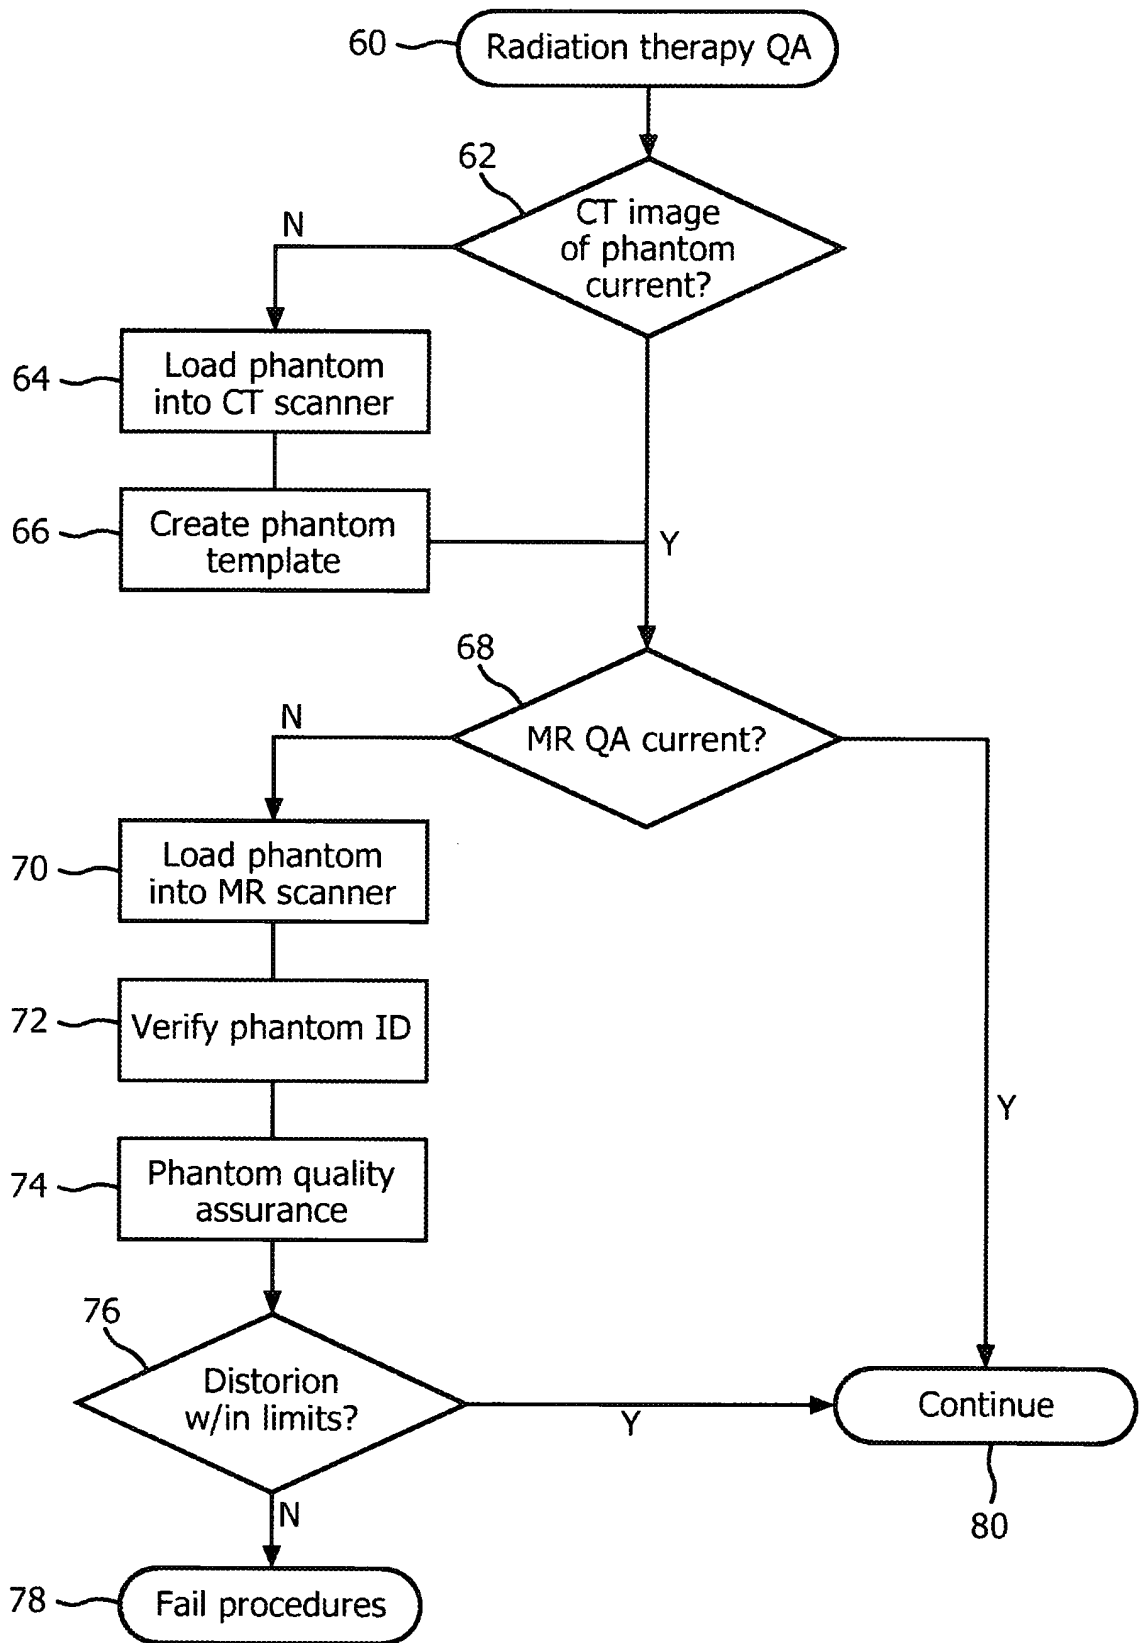 60
Radiation therapy QA
62
CT image
of phantom
current?
N
64
Load phantom
into CT scanner
66
Create phantom
template
Y
68
MR QA current?
N
70
Load phantom
into MR scanner
72
Verify phantom ID
Y
74
Phantom quality
assurance
76
Distorion
w/in limits?
Y
Continue
80
N
78
Fail procedures